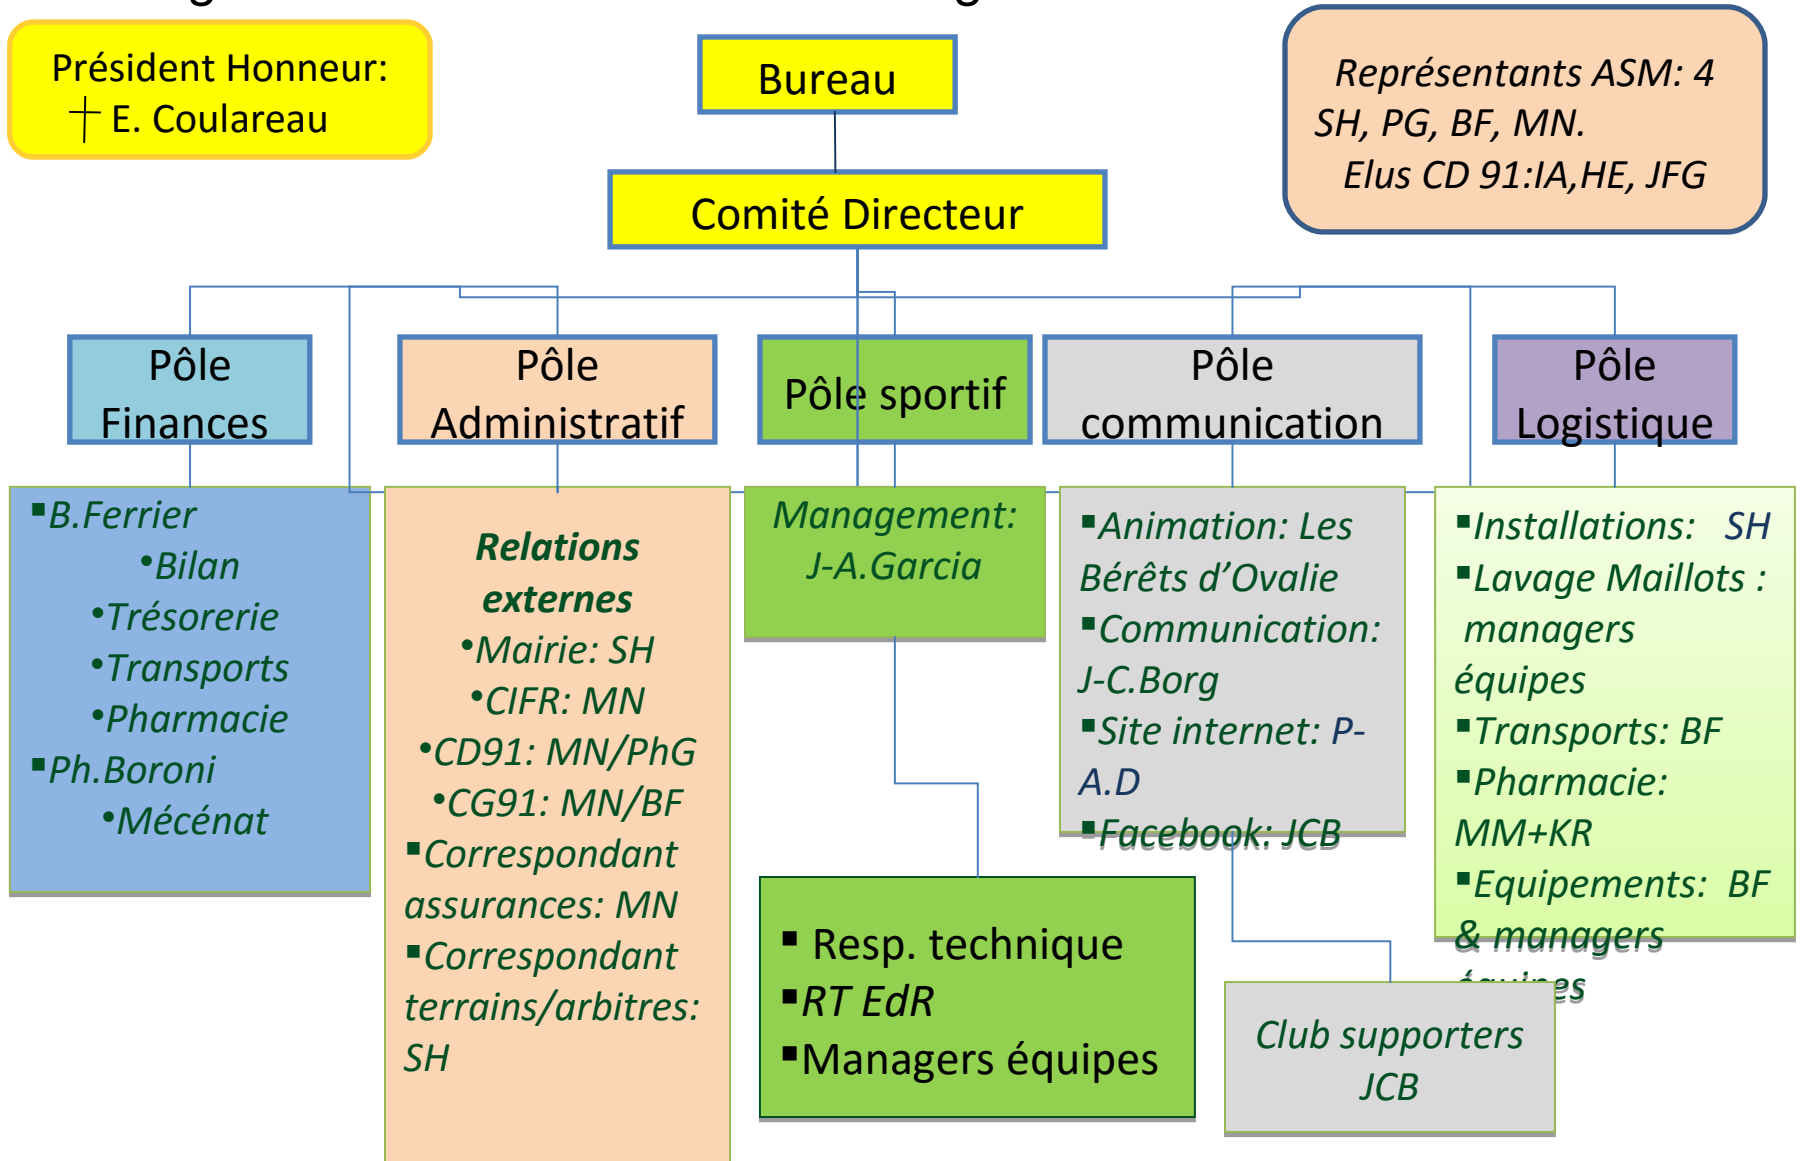 Président Honneur:
E. Coulareau
Bureau
Représentants ASM: 4
SH, PG, BF, MN.
Elus CD 91:IA,HE, JFG
Comité Directeur
Pôle
Finances
Pôle
Administratif
Pôle sportif
Pôle
communication
Pôle
Logistique
▪B.Ferrier
•Bilan
•Trésorerie
•Transports
•Pharmacie
▪Ph.Boroni
•Mécénat
Relations
externes
•Mairie: SH
•CIFR: MN
•CD91: MN/PhG
•CG91: MN/BF
▪Correspondant
assurances: MN
▪Correspondant
terrains/arbitres:
SH
Management:
J-A.Garcia
▪ Resp. technique
▪RT EdR
▪Managers équipes
▪Animation: Les
Bérêts d’Ovalie
▪Communication:
J-C.Borg
▪Site internet: P-
A.D
▪Facebook: JCB
Club supporters
JCB
▪Installations: SH
▪Lavage Maillots :
managers
équipes
▪Transports: BF
▪Pharmacie:
MM+KR
▪Equipements: BF
& managers
équipes